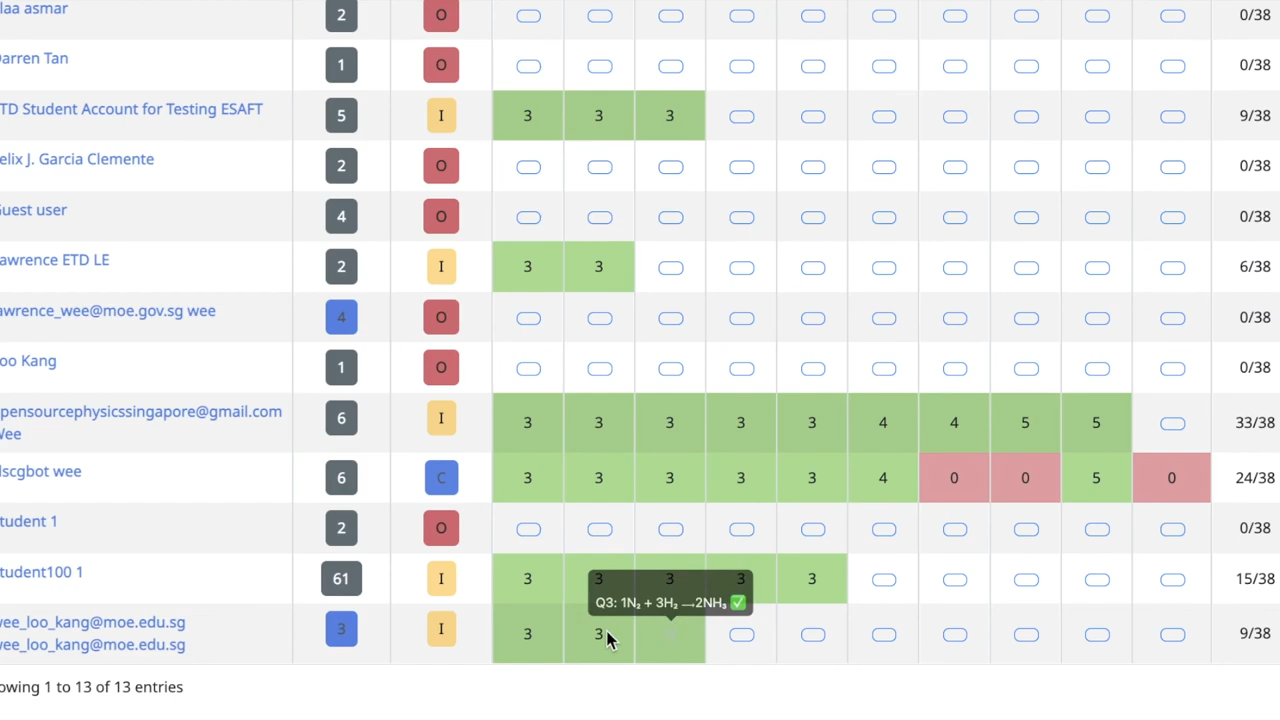 laa asmar 2 O 0/38
arren Tan 1 O 0/38
TD Student Account for Testing ESAFT 5 I 3 3 3 9/38
elix J. Garcia Clemente 2 O 0/38
Guest user 4 O 0/38
awrence ETD LE 2 I 3 3 6/38
awrence_wee@moe.gov.sg wee 4 O 0/38
oo Kang 1 O 0/38
pensourcephysicssingapore@gmail.com
Wee 6 I 3 3 3 3 3 4 4 5 5 33/38
lscgbot wee 6 C 3 3 3 3 3 4 0 0 5 0 24/38
tudent 1 2 O 0/38
tudent100 1 61 I 3 3 3 3 3 15/38
Q3: 1N₂ + 3H₂ →2NH₃ ✅
wee_loo_kang@moe.edu.sg
wee_loo_kang@moe.edu.sg 3 I 3 3 9/38
owing 1 to 13 of 13 entries